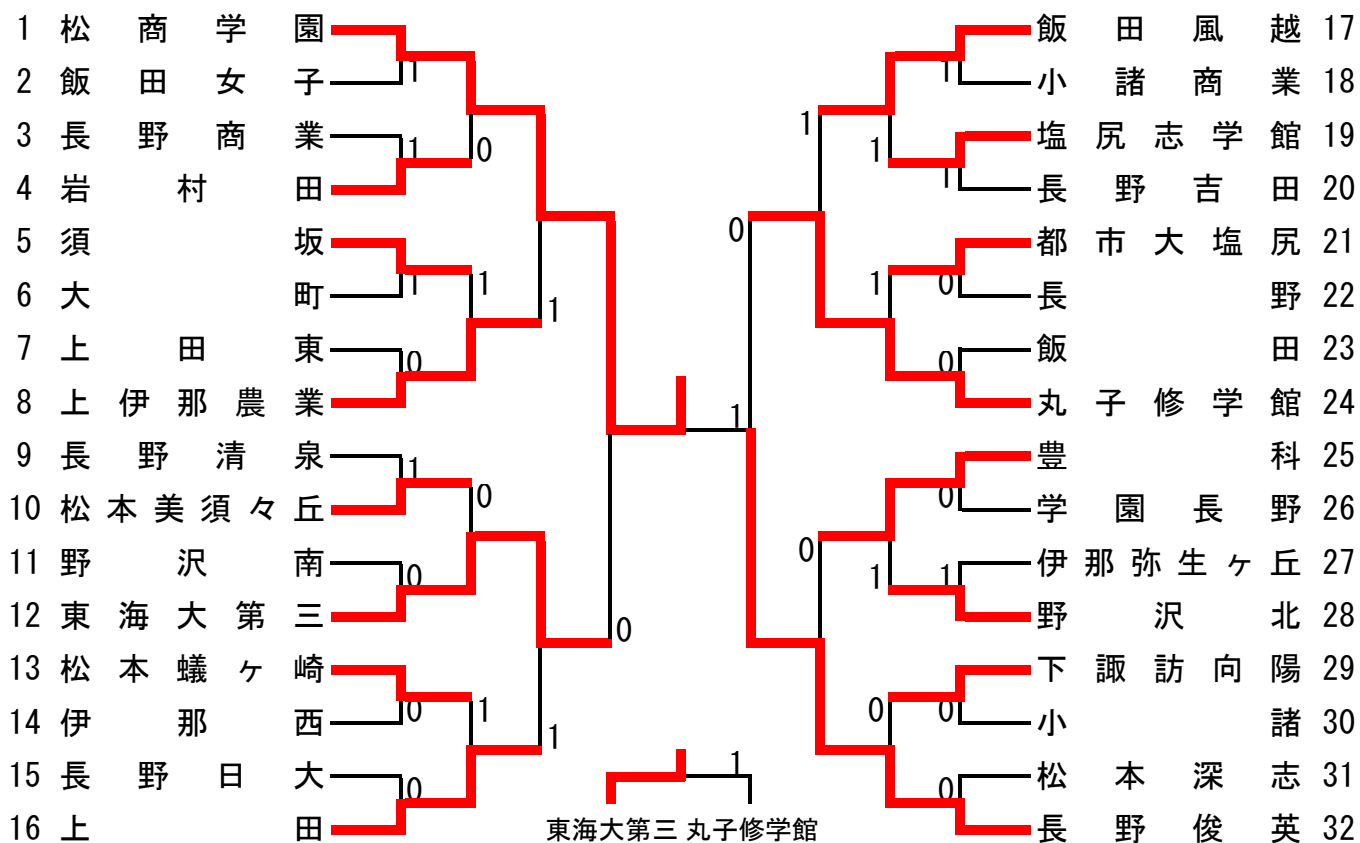 1 松商学園
2 飯田女子
3 長野商業
4 岩村田
5 須坂
6 大町
7 上田東
8 上伊那農業
9 長野清泉
10 松本美須々丘
11 野沢南
12 東海大第三
13 松本蟻ヶ崎
14 伊那西
15 長野日大
16 上田
1
1
1
0
0
1
1
0
1
0
0
0
1
1
1
0
飯田風越 17
小諸商業 18
塩尻志学館 19
長野吉田 20
都市大塩尻 21
長野 22
飯田 23
丸子修学館 24
豊科 25
学園長野 26
伊那弥生ヶ丘 27
野沢北 28
下諏訪向陽 29
小諸 30
松本深志 31
長野俊英 32
1
1
0
0
0
1
0
0
1
1
1
0
1
0
0
1
東海大第三 丸子修学館